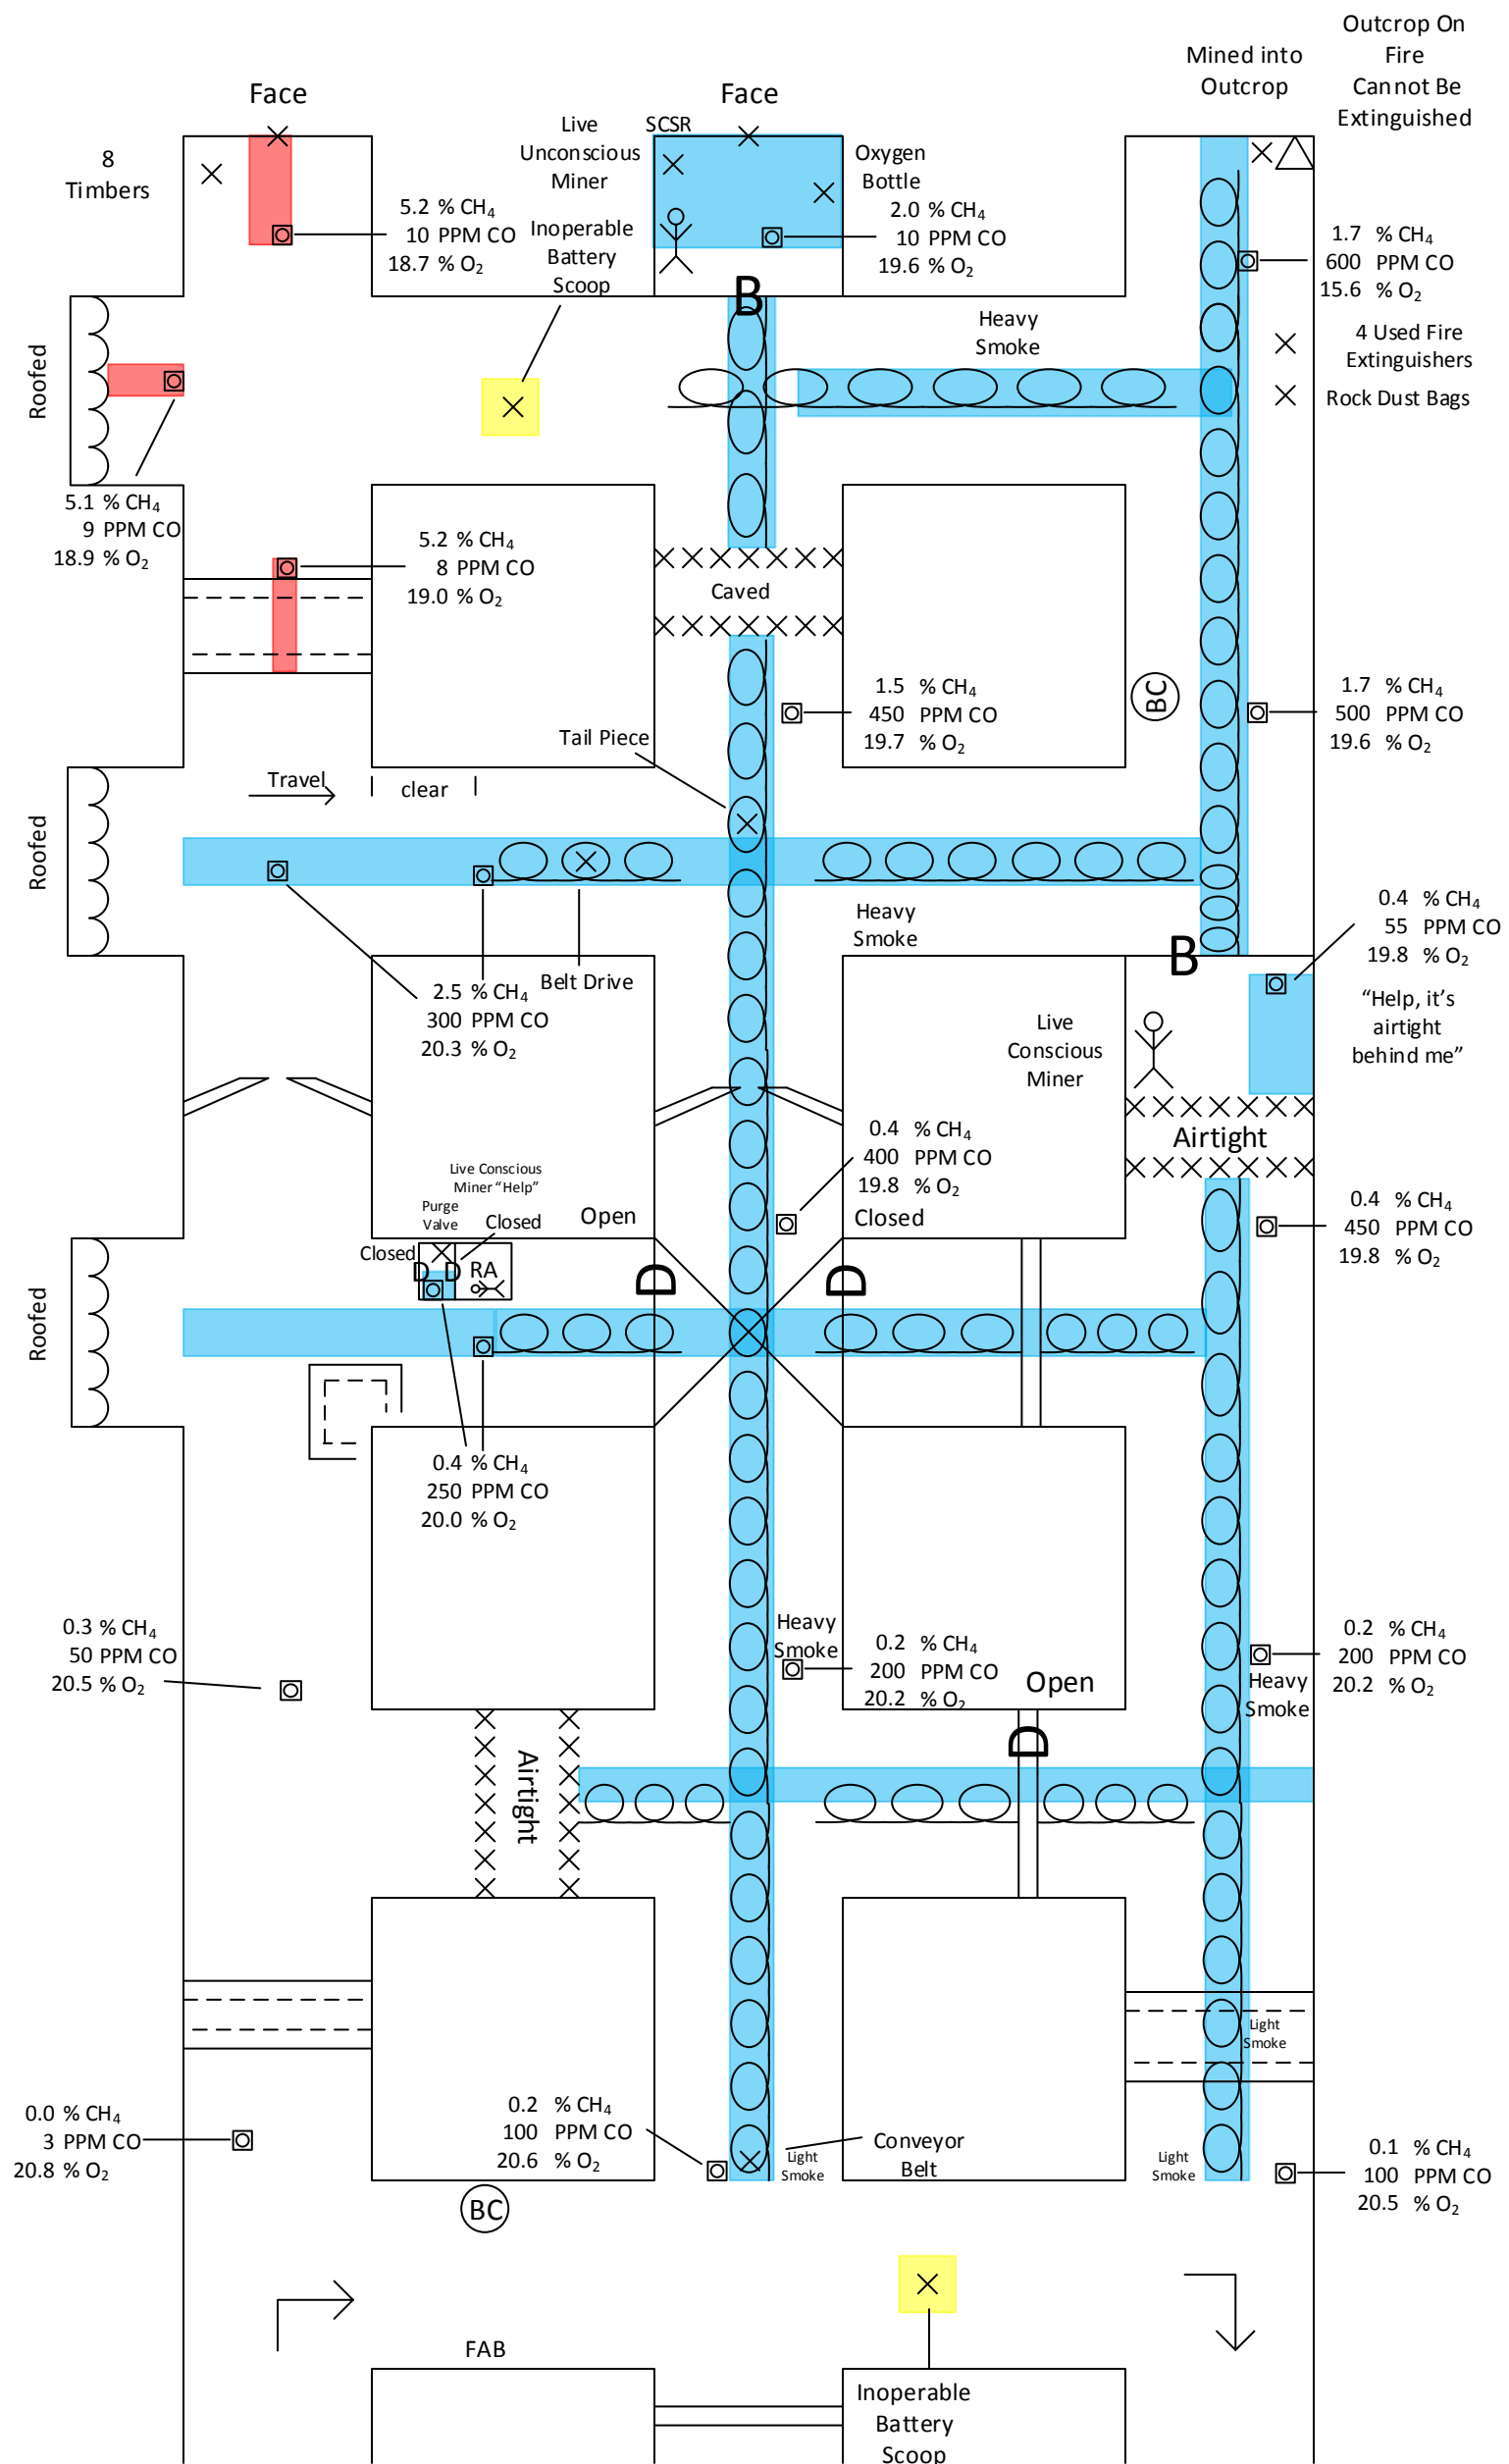 Outcrop On
Fire
Cannot Be
Extinguished
Mined into
Outcrop
Face
Face
8
Timbers
Live
Unconscious
Miner
SCSR
Oxygen
Bottle
5.2 % CH₄
10 PPM CO
18.7 % O₂
Inoperable
Battery
Scoop
2.0 % CH₄
10 PPM CO
19.6 % O₂
1.7 % CH₄
600 PPM CO
15.6 % O₂
B
Heavy
Smoke
4 Used Fire
Extinguishers
Rock Dust Bags
Roofed
5.1 % CH₄
9 PPM CO
18.9 % O₂
5.2 % CH₄
8 PPM CO
19.0 % O₂
Caved
1.5 % CH₄
450 PPM CO
19.7 % O₂
BC
1.7 % CH₄
500 PPM CO
19.6 % O₂
Tail Piece
Travel
clear
Roofed
Heavy
Smoke
0.4 % CH₄
55 PPM CO
19.8 % O₂
B
Belt Drive
2.5 % CH₄
300 PPM CO
20.3 % O₂
“Help, it’s
airtight
behind me”
Live
Conscious
Miner
Airtight
0.4 % CH₄
400 PPM CO
19.8 % O₂
Live Conscious
Miner “Help”
Purge
Valve
Closed
Open
Closed
Closed
D
D
RA
D
D
0.4 % CH₄
450 PPM CO
19.8 % O₂
Roofed
0.4 % CH₄
250 PPM CO
20.0 % O₂
0.3 % CH₄
50 PPM CO
20.5 % O₂
Heavy
Smoke
0.2 % CH₄
200 PPM CO
20.2 % O₂
Open
0.2 % CH₄
200 PPM CO
20.2 % O₂
Heavy
Smoke
D
Airtight
Light
Smoke
0.0 % CH₄
3 PPM CO
20.8 % O₂
0.2 % CH₄
100 PPM CO
20.6 % O₂
Light
Smoke
Conveyor
Belt
Light
Smoke
0.1 % CH₄
100 PPM CO
20.5 % O₂
BC
FAB
Inoperable
Battery
Scoop